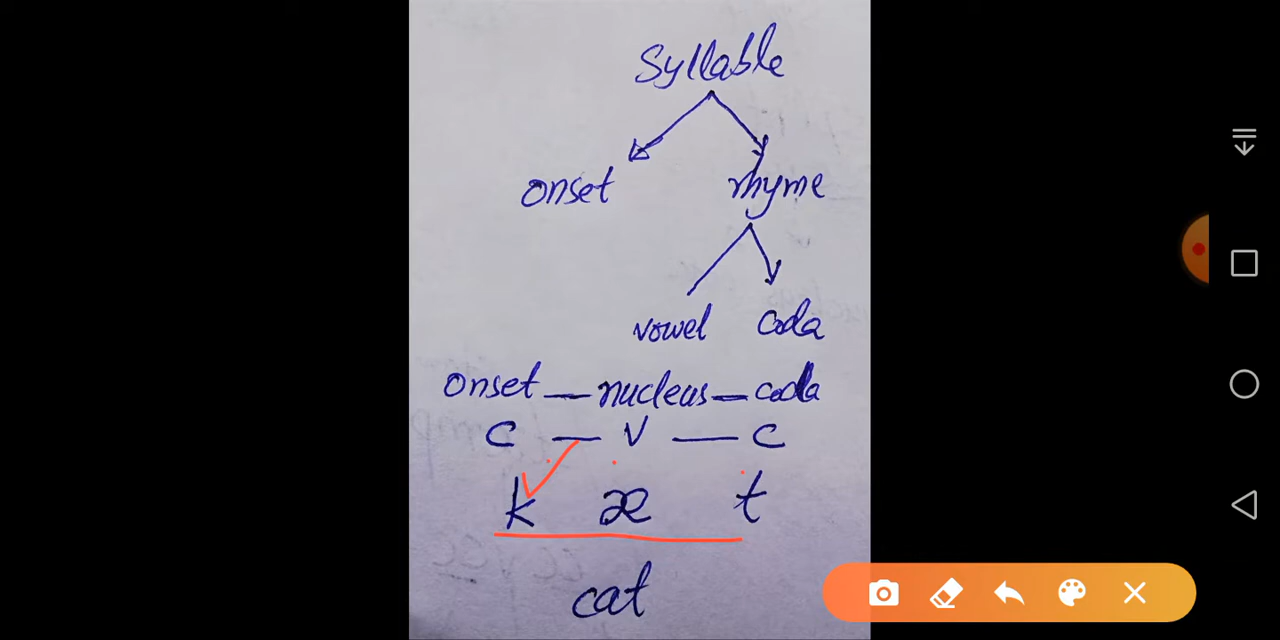 Syllable
onset rhyme
vowel coda
onset — nucleus — coda
C — V — C
k æ t
cat